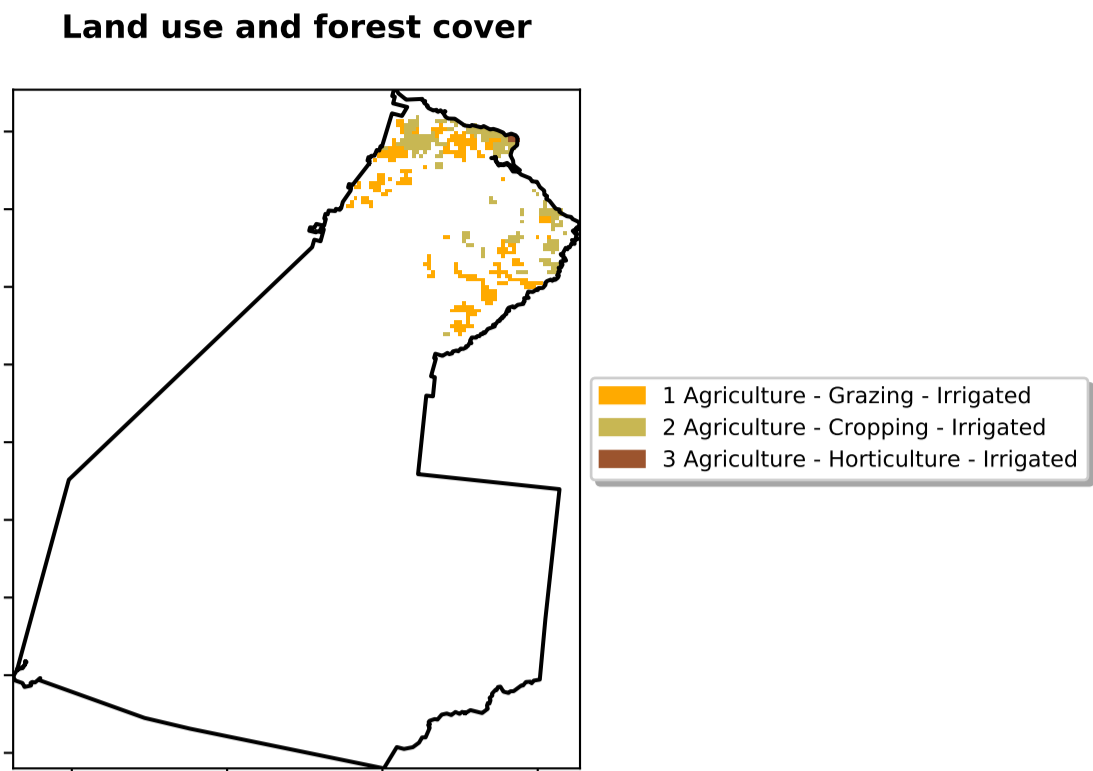 Land use and forest cover
1 Agriculture - Grazing - Irrigated
2 Agriculture - Cropping - Irrigated
3 Agriculture - Horticulture - Irrigated